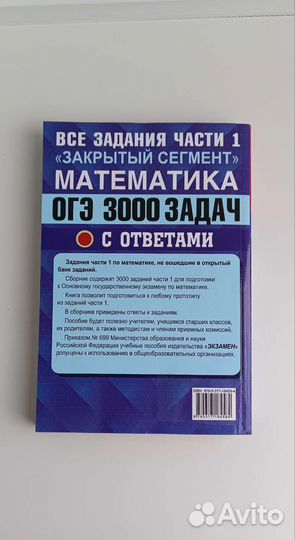 ВСЕ ЗАДАНИЯ ЧАСТИ 1
«ЗАКРЫТЫЙ СЕГМЕНТ»
МАТЕМАТИКА
ОГЭ 3000 ЗАДАЧ
С ОТВЕТАМИ
Задания части 1 по математике, не вошедшие в открытый
банк заданий.
Сборник содержит 3000 заданий части 1 для подготовки
к Основному государственному экзамену по математике.
Книга позволит подготовиться к любому прототипу
из заданий части 1.
В сборнике приведены ответы к заданиям.
Пособие будет полезно учителям, учащимся старших классов,
их родителям, а также методистам и членам приемных комиссий.
Приказом № 699 Министерства образования и науки
Российской Федерации учебные пособия издательства «ЭКЗАМЕН»
допущены к использованию в общеобразовательных организациях.
Avito